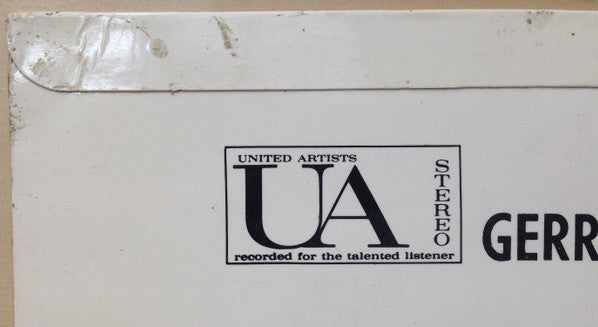 UNITED ARTISTS
UA
STEREO
recorded for the talented listener
GERR